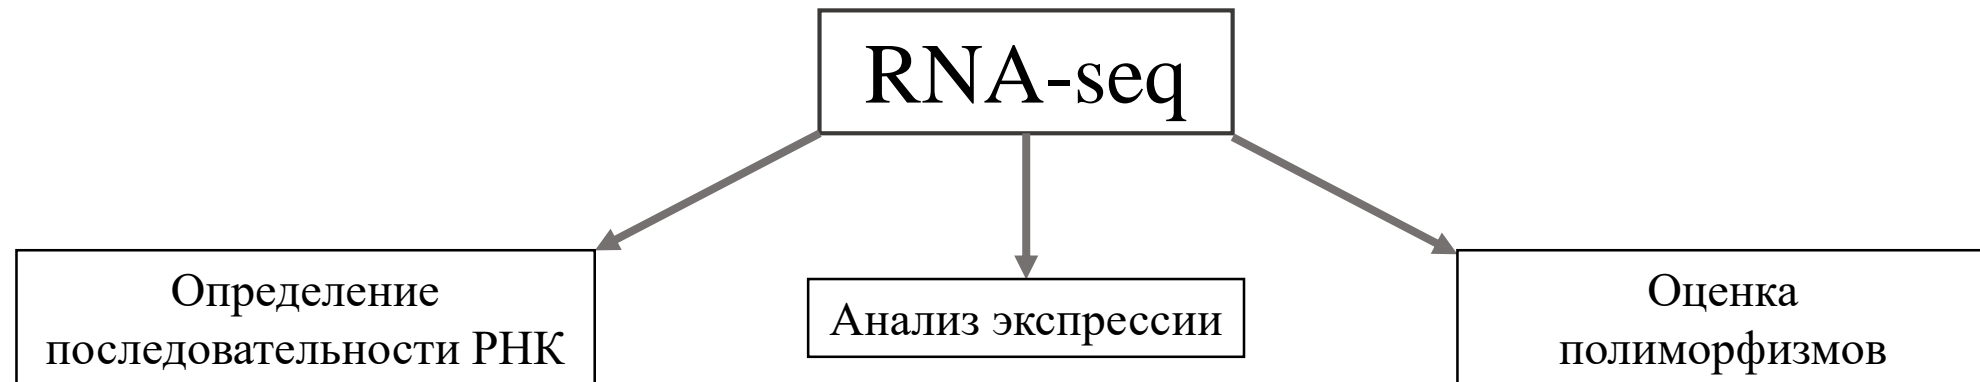 RNA-seq
Определение
последовательности РНК
Анализ экспрессии
Оценка
полиморфизмов